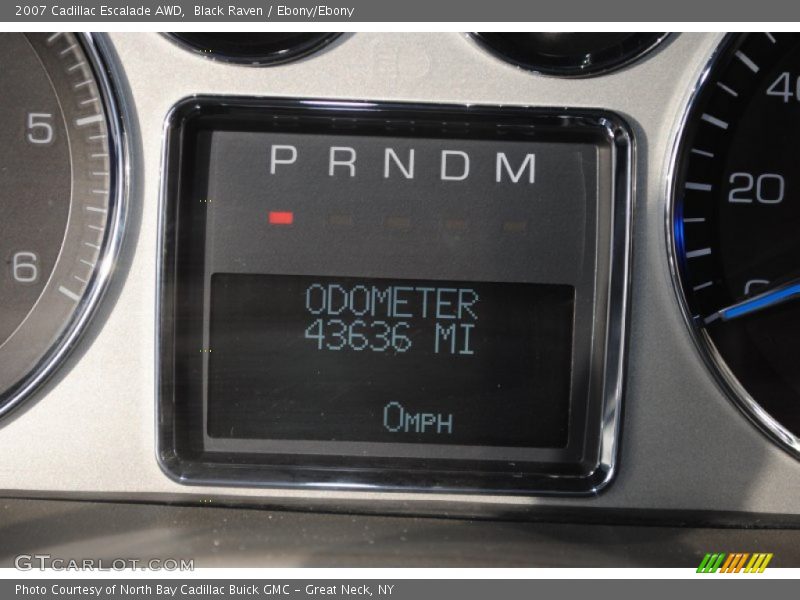 2007 Cadillac Escalade AWD, Black Raven / Ebony/Ebony
5
6
P R N D M
ODOMETER
43636 MI
0MPH
40
20
0
GTCARLOT.COM
Photo Courtesy of North Bay Cadillac Buick GMC - Great Neck, NY